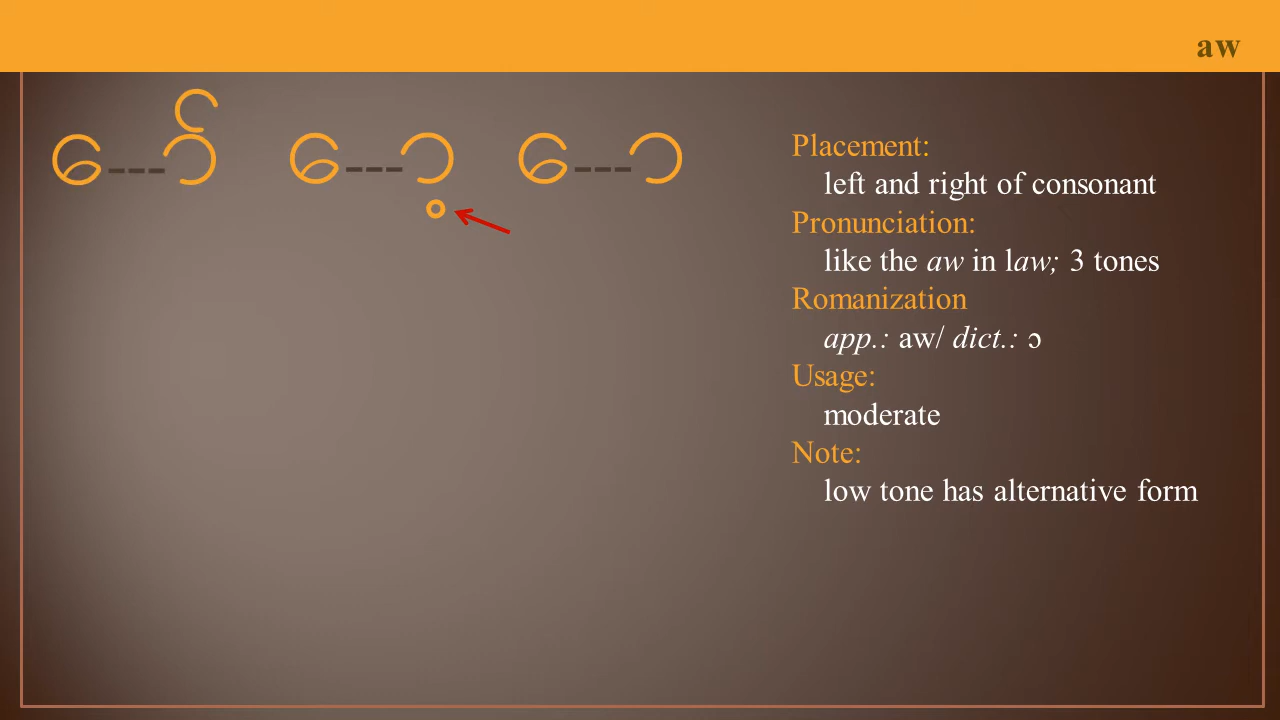 aw
ေ---ာ် ေ---ာ့ ေ---ာ
Placement:
left and right of consonant
Pronunciation:
like the aw in law; 3 tones
Romanization
app.: aw/ dict.: ɔ
Usage:
moderate
Note:
low tone has alternative form